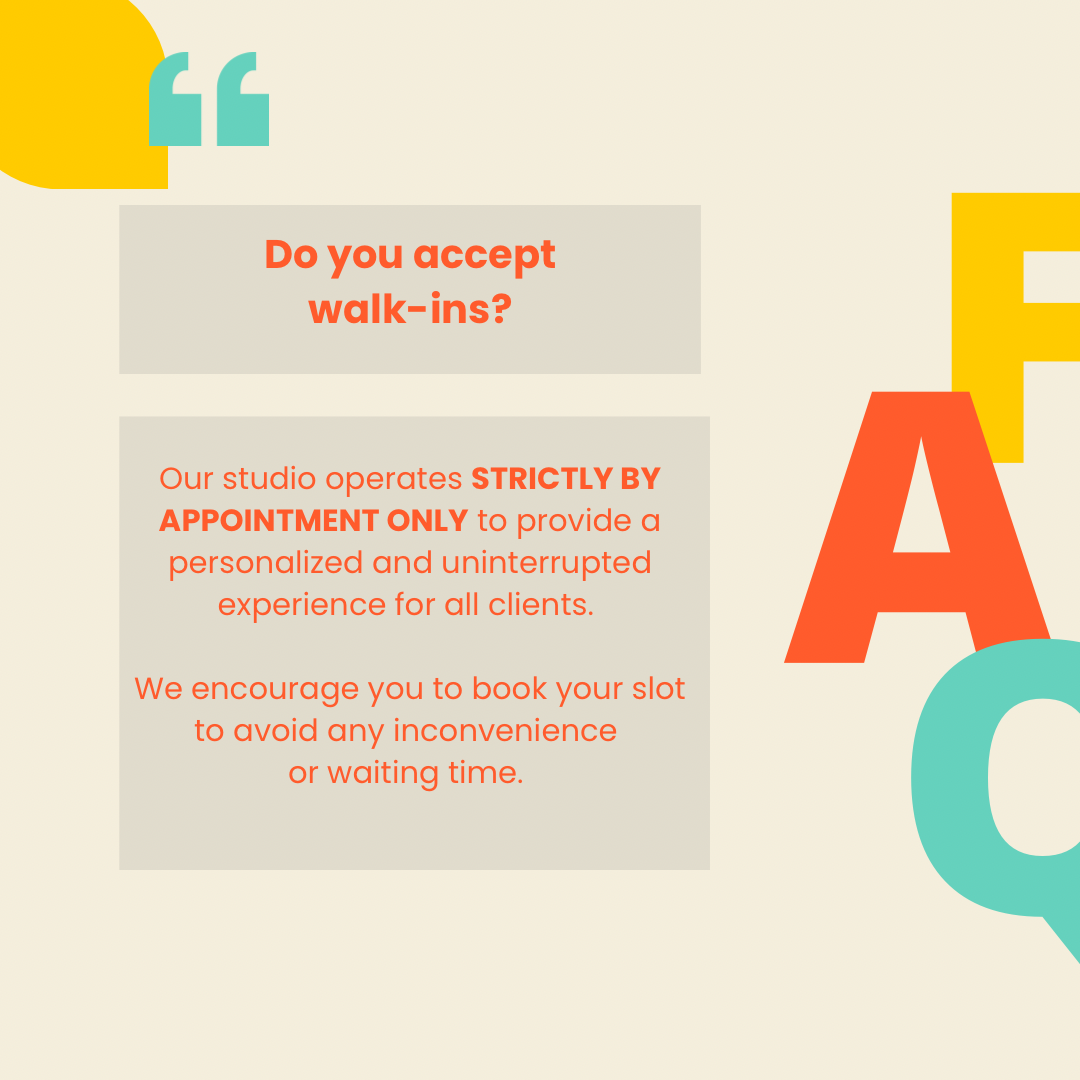 Do you accept
walk-ins?
Our studio operates STRICTLY BY
APPOINTMENT ONLY to provide a
personalized and uninterrupted
experience for all clients.
We encourage you to book your slot
to avoid any inconvenience
or waiting time.
F
A
Q